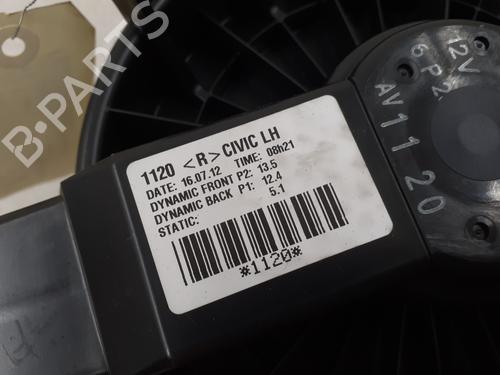 B-PARTS
1120 <R> CIVIC LH
DATE: 16.07.12 TIME: 08h21
DYNAMIC FRONT P2: 13.5
DYNAMIC BACK P1: 12.4
STATIC: 5.1
*1120*
12V
AV1120